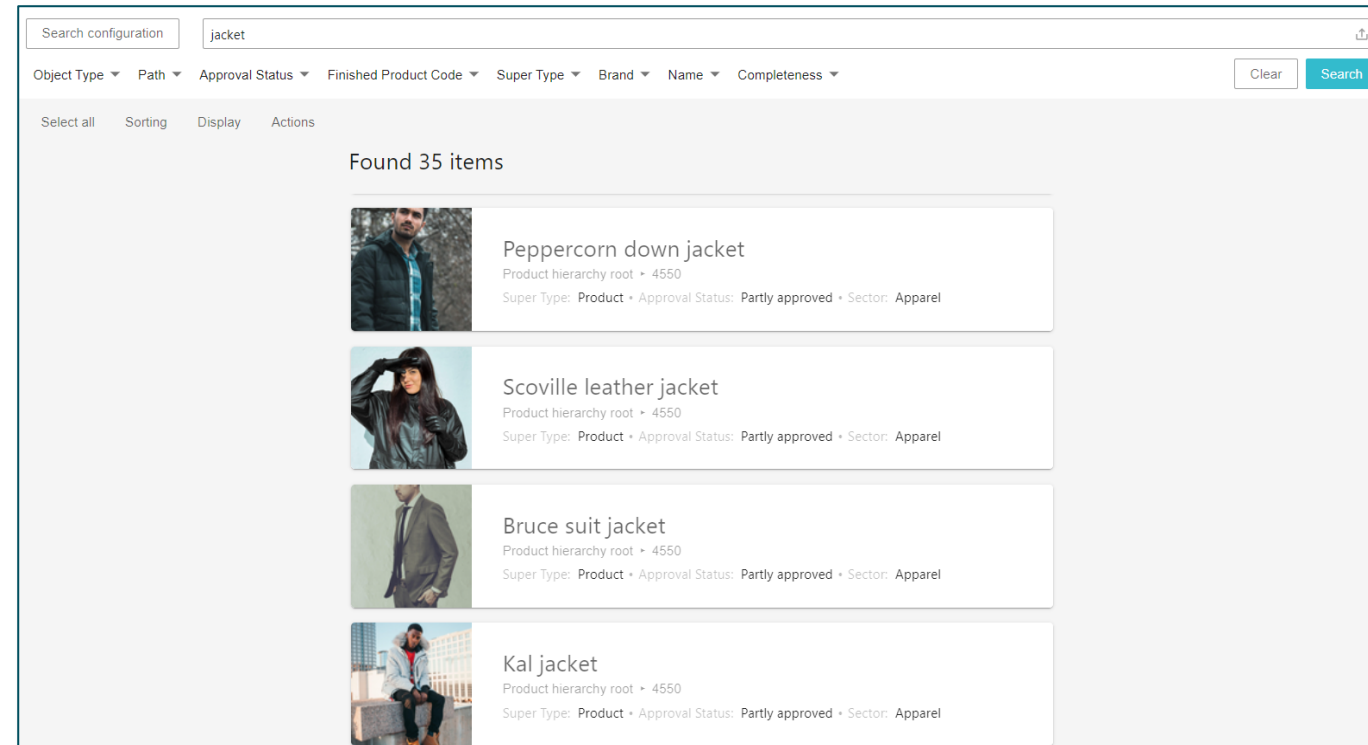 Search configuration jacket
Object Type Path Approval Status Finished Product Code Super Type Brand Name Completeness Clear Search
Select all Sorting Display Actions
Found 35 items
Peppercorn down jacket
Product hierarchy root ▸ 4550
Super Type: Product • Approval Status: Partly approved • Sector: Apparel
Scoville leather jacket
Product hierarchy root ▸ 4550
Super Type: Product • Approval Status: Partly approved • Sector: Apparel
Bruce suit jacket
Product hierarchy root ▸ 4550
Super Type: Product • Approval Status: Partly approved • Sector: Apparel
Kal jacket
Product hierarchy root ▸ 4550
Super Type: Product • Approval Status: Partly approved • Sector: Apparel